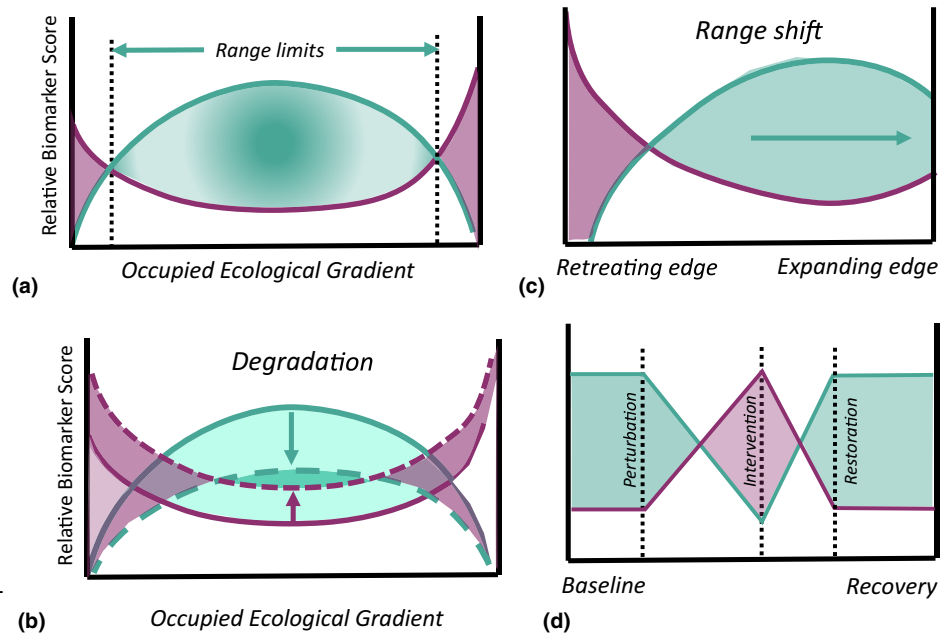 Relative Biomarker Score
Range limits
Occupied Ecological Gradient
(a)
Range shift
Retreating edge
Expanding edge
(c)
Relative Biomarker Score
Degradation
Occupied Ecological Gradient
(b)
Perturbation
Intervention
Restoration
Baseline
Recovery
(d)